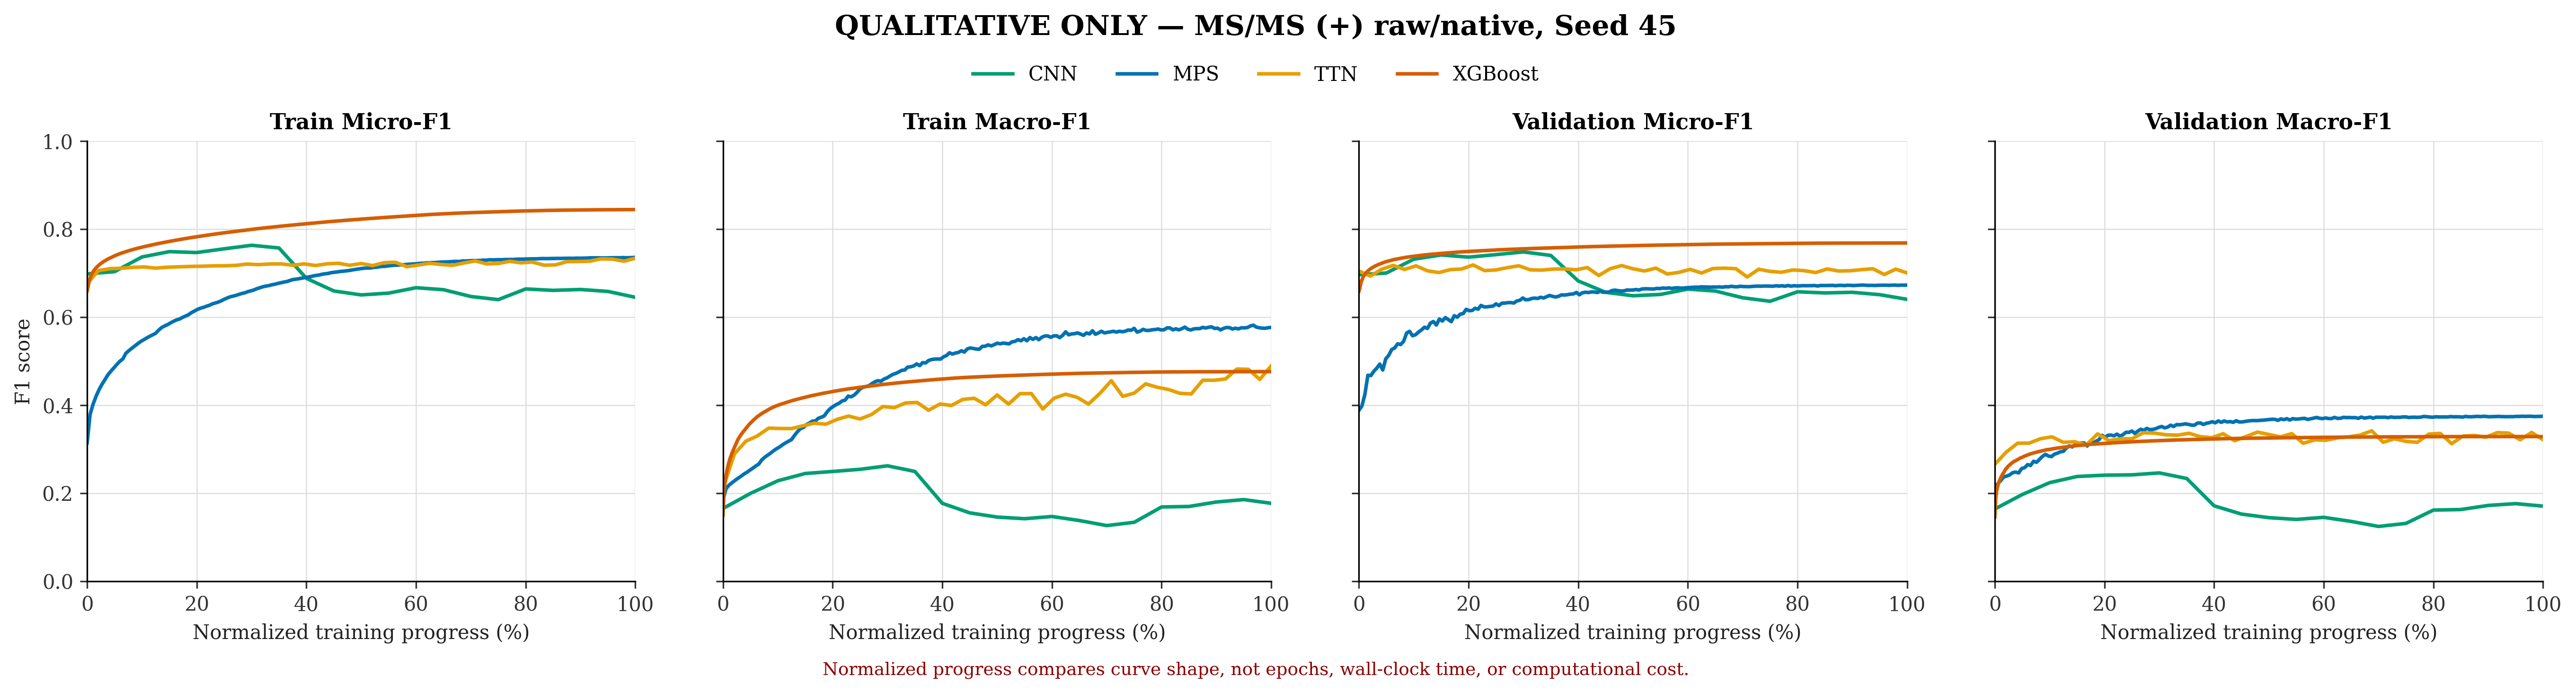 QUALITATIVE ONLY — MS/MS (+) raw/native, Seed 45
CNN MPS TTN XGBoost
Train Micro-F1
Train Macro-F1
Validation Micro-F1
Validation Macro-F1
F1 score
1.0
0.8
0.6
0.4
0.2
0.0
0 20 40 60 80 100
0 20 40 60 80 100
0 20 40 60 80 100
0 20 40 60 80 100
Normalized training progress (%)
Normalized training progress (%)
Normalized training progress (%)
Normalized training progress (%)
Normalized progress compares curve shape, not epochs, wall-clock time, or computational cost.